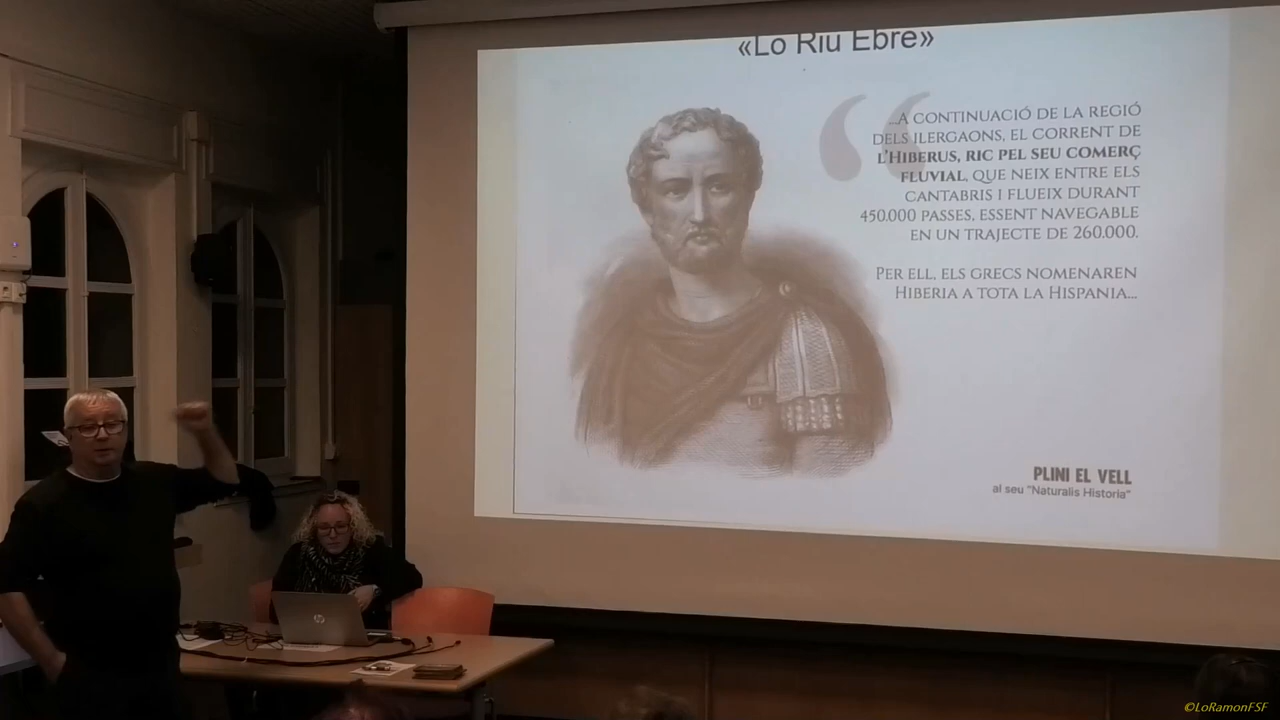 «Lo Riu Ebre»
...A CONTINUACIÓ DE LA REGIÓ
DELS ILERGAONS, EL CORRENT DE
L'HIBERUS, RIC PEL SEU COMERÇ
FLUVIAL, QUE NEIX ENTRE ELS
CANTABRIS I FLUEIX DURANT
450.000 PASSES, ESSENT NAVEGABLE
EN UN TRAJECTE DE 260.000.
PER ELL, ELS GRECS NOMENAREN
HIBERIA A TOTA LA HISPANIA...
PLINI EL VELL
al seu "Naturalis Historia"
hp
©LoRamonFSF